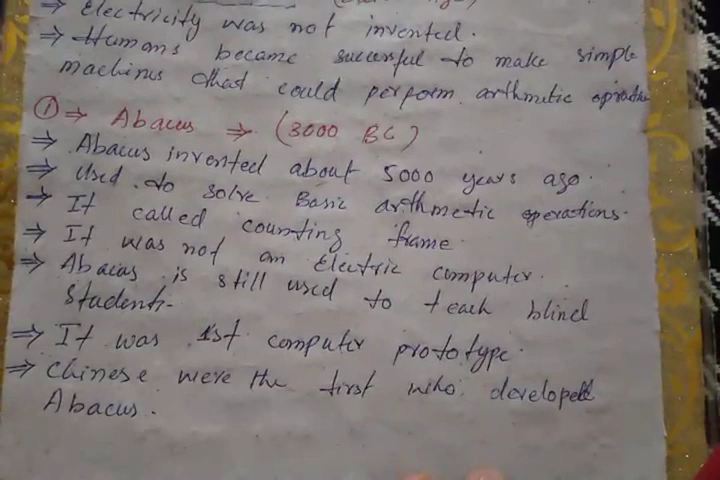 ⇒ Electricity was not invented.
⇒ Humans became successful to make simple
machines that could perform arthmetic
① ⇒ Abacus ⇒ (3000 BC)
⇒ Abacus invented about 5000 years ago.
⇒ Used to solve Basic arthmetic operations.
⇒ It called counting frame.
⇒ It was not an Electric computer.
⇒ Abacus is still used to teach blind
Students.
⇒ It was 1st computer prototype.
⇒ Chinese were the first who developed
Abacus.